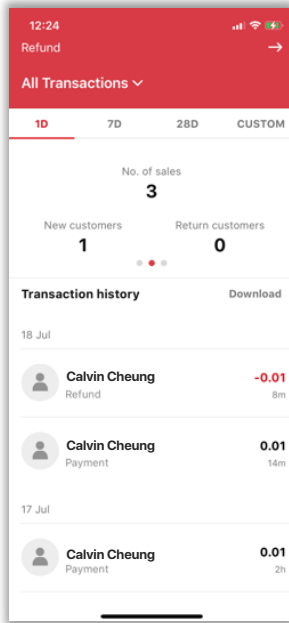 12:24
Refund
All Transactions
1D 7D 28D CUSTOM
No. of sales
3
New customers Return customers
1 0
Transaction history Download
18 Jul
Calvin Cheung -0.01
Refund 8m
Calvin Cheung 0.01
Payment 14m
17 Jul
Calvin Cheung 0.01
Payment 2h